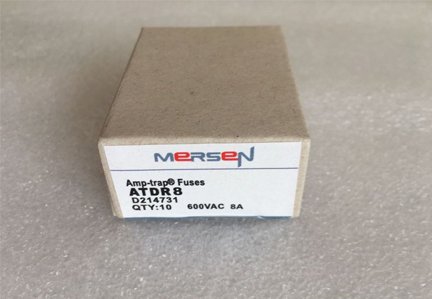 MERSEN
Amp-trap® Fuses
ATDR8
D214731
QTY:10 600VAC 8A